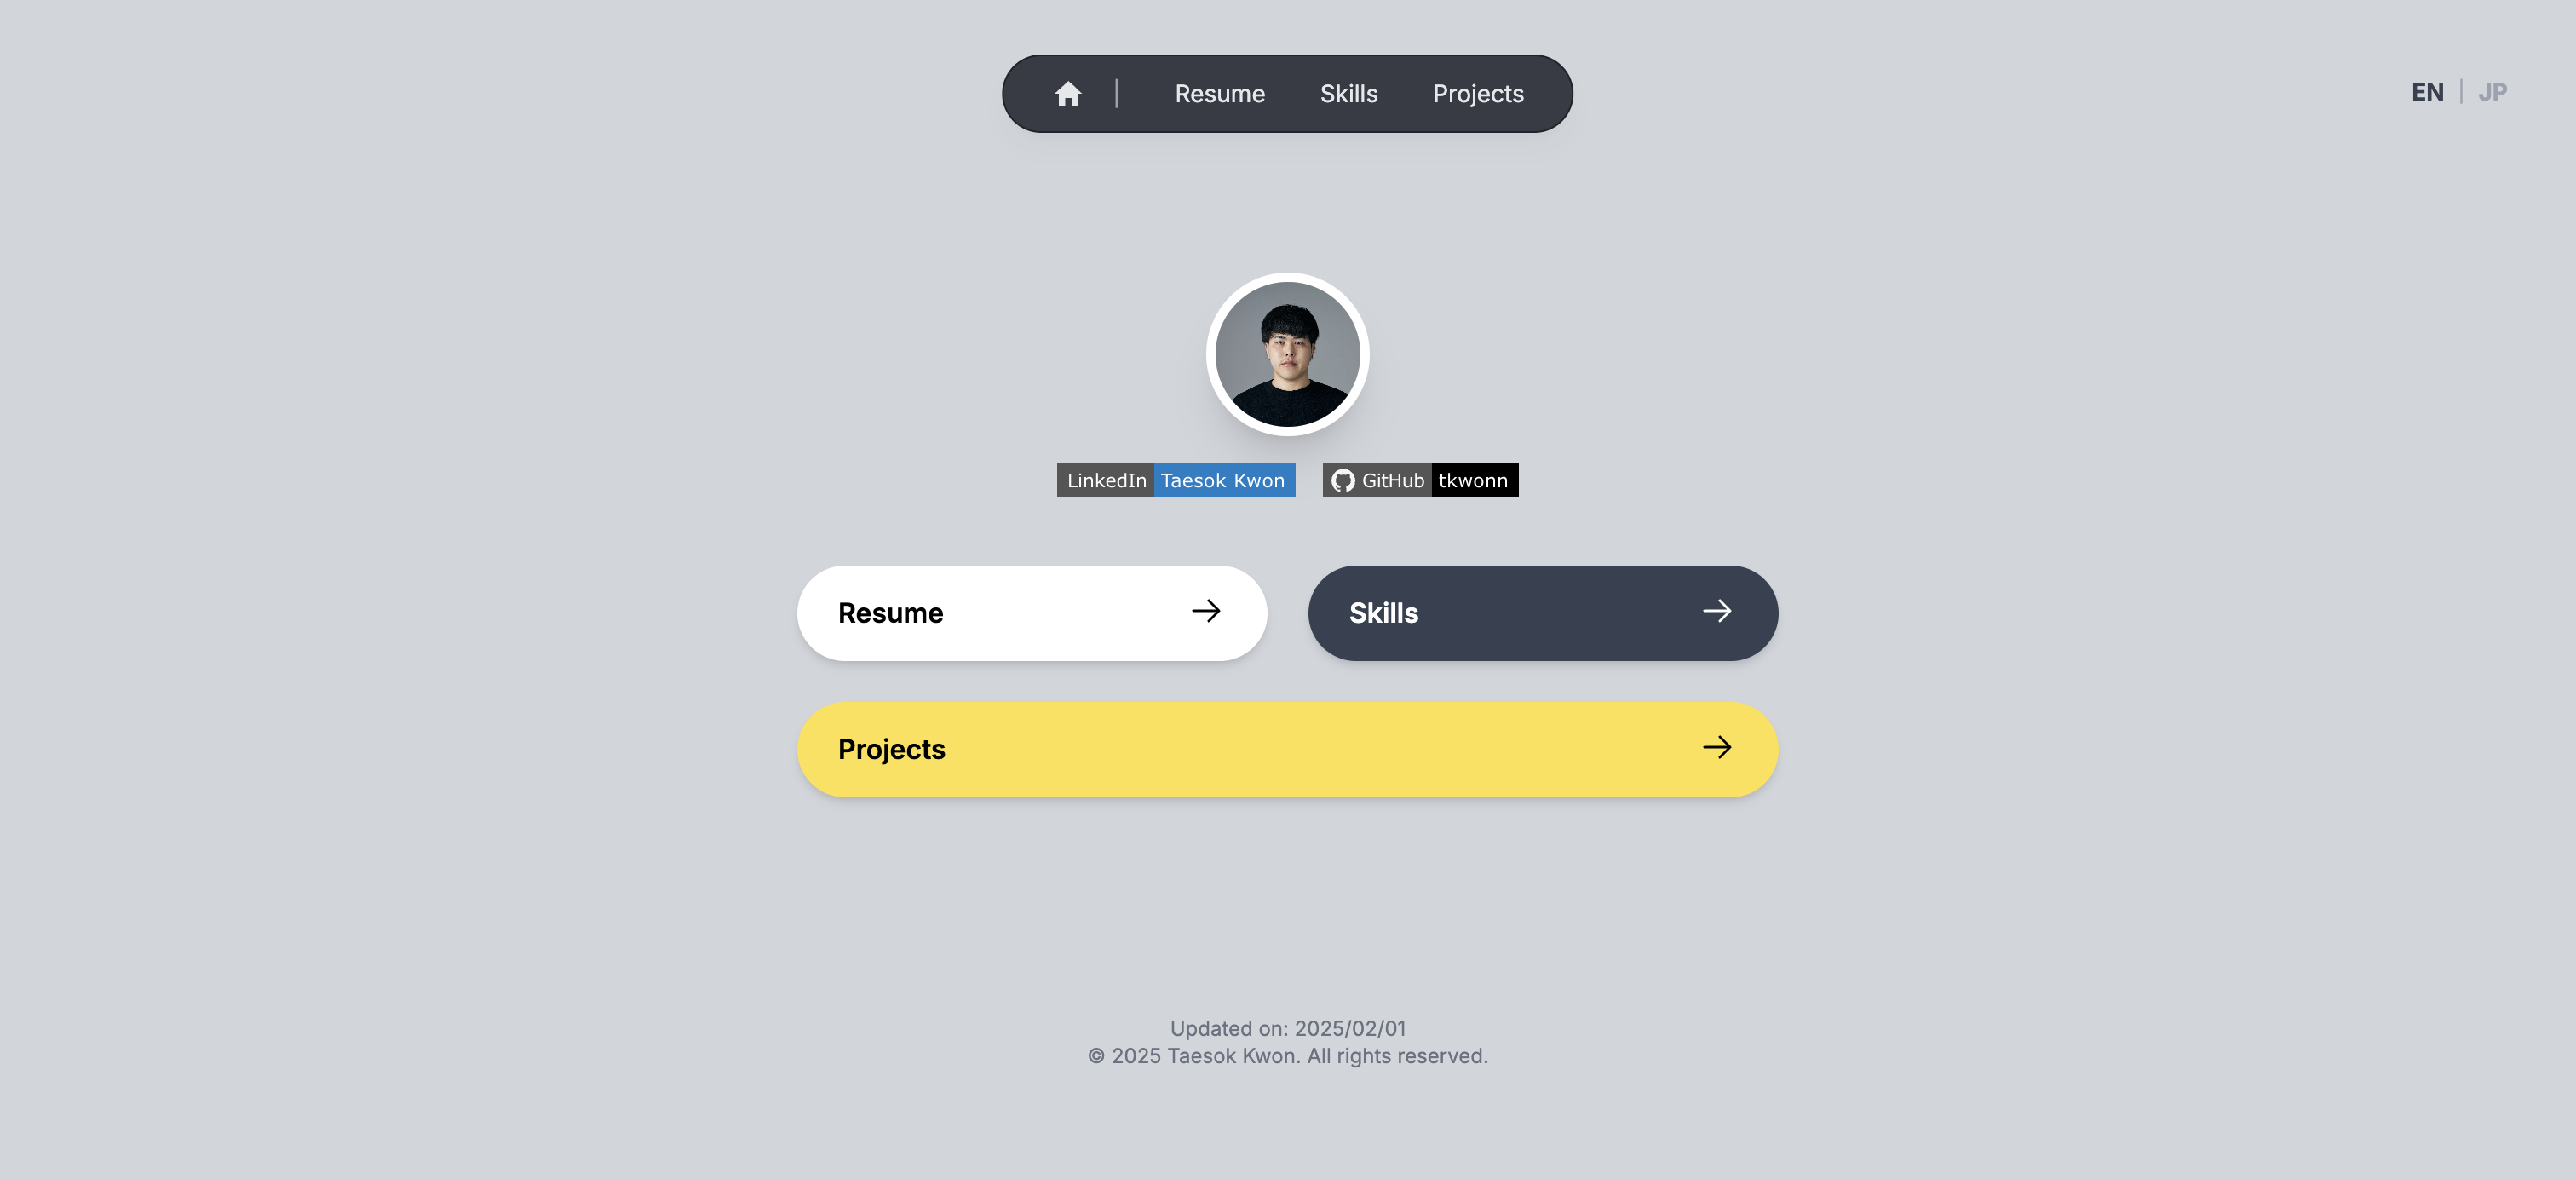 Resume Skills Projects
EN | JP
LinkedIn Taesok Kwon
GitHub tkwonn
Resume
Skills
Projects
Updated on: 2025/02/01
© 2025 Taesok Kwon. All rights reserved.